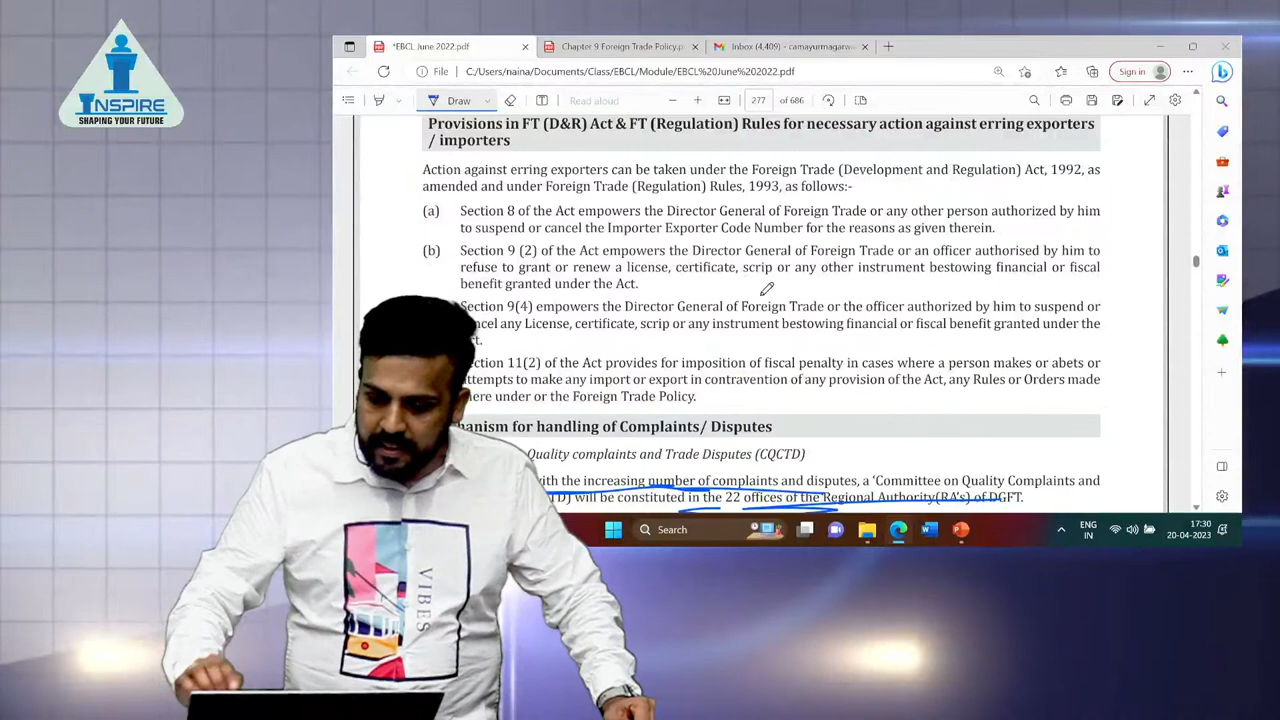 INSPIRE
SHAPING YOUR FUTURE
*EBCL June 2022.pdf
Chapter 9 Foreign Trade Policy.p
Inbox (4,409) - camayurmagarw
File
C:/Users/naina/Documents/Class/EBCL/Module/EBCL%20June%202022.pdf
Sign in
Draw
Read aloud
277 of 686
Provisions in FT (D&R) Act & FT (Regulation) Rules for necessary action against erring exporters
/ importers
Action against erring exporters can be taken under the Foreign Trade (Development and Regulation) Act, 1992, as
amended and under Foreign Trade (Regulation) Rules, 1993, as follows:-
(a) Section 8 of the Act empowers the Director General of Foreign Trade or any other person authorized by him
to suspend or cancel the Importer Exporter Code Number for the reasons as given therein.
(b) Section 9 (2) of the Act empowers the Director General of Foreign Trade or an officer authorised by him to
refuse to grant or renew a license, certificate, scrip or any other instrument bestowing financial or fiscal
benefit granted under the Act.
Section 9(4) empowers the Director General of Foreign Trade or the officer authorized by him to suspend or
any License, certificate, scrip or any instrument bestowing financial or fiscal benefit granted under the
11(2) of the Act provides for imposition of fiscal penalty in cases where a person makes or abets or
to make any import or export in contravention of any provision of the Act, any Rules or Orders made
under or the Foreign Trade Policy.
for handling of Complaints/ Disputes
Quality complaints and Trade Disputes (CQCTD)
with the increasing number of complaints and disputes, a ‘Committee on Quality Complaints and
will be constituted in the 22 offices of the Regional Authority(RA's) of DGFT.
Search
ENG
IN
17:30
20-04-2023
VIBES